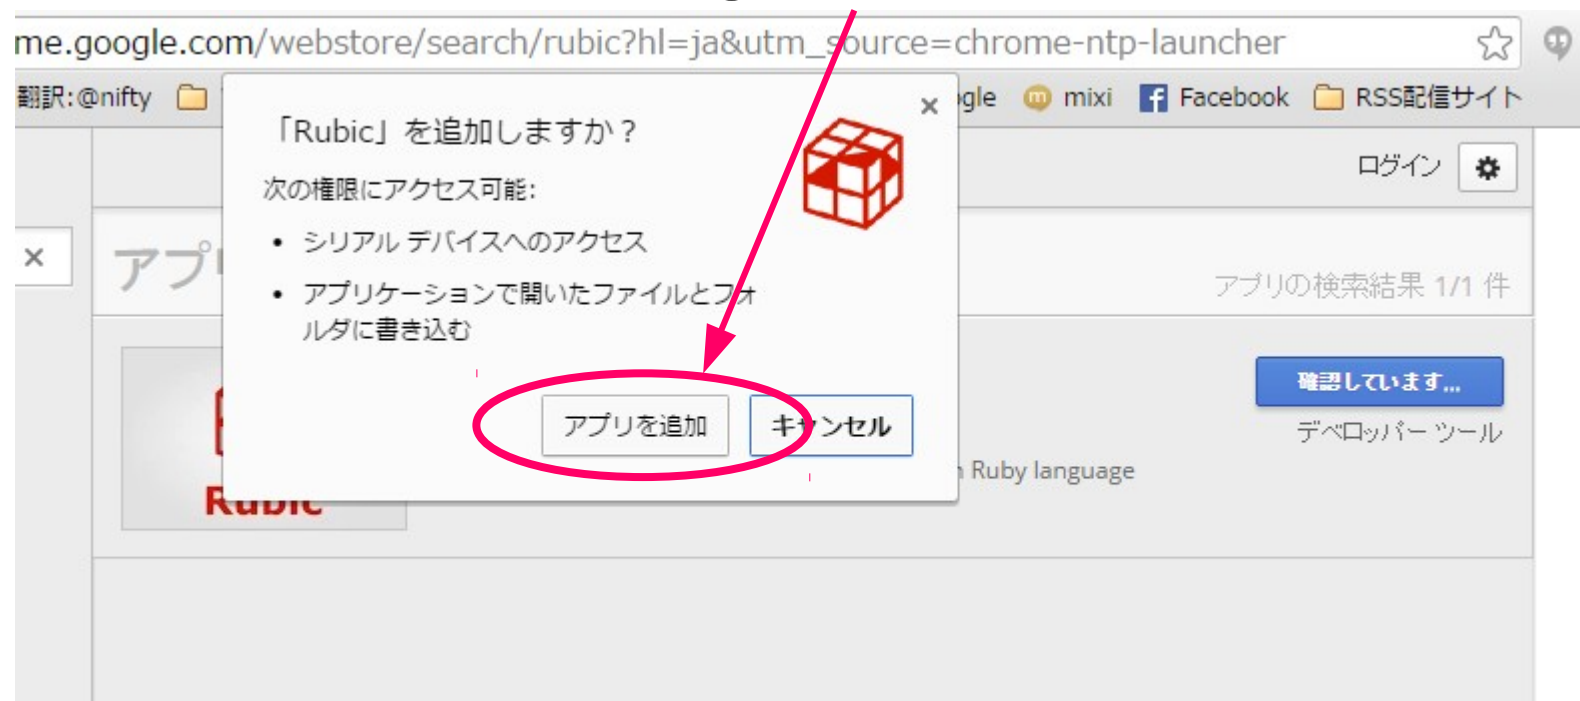 me.google.com/webstore/search/rubic?hl=ja&utm_source=chrome-ntp-launcher
翻訳:@nifty
ogle
mixi
Facebook
RSS配信サイト
「Rubic」を追加しますか？
次の権限にアクセス可能:
• シリアル デバイスへのアクセス
• アプリケーションで開いたファイルとフォ
ルダに書き込む
アプリを追加
キャンセル
ログイン
アプリ
アプリの検索結果 1/1 件
確認しています...
デベロッパー ツール
Ruby language
Rubic